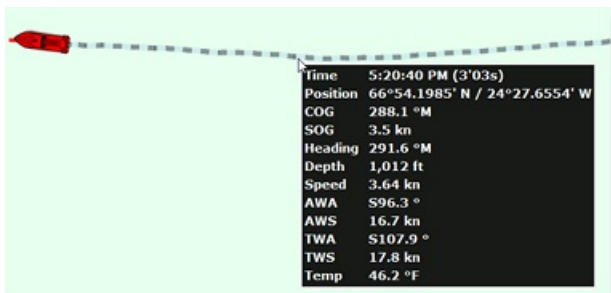 Time 5:20:40 PM (3'03s)
Position 66°54.1985' N / 24°27.6554' W
COG 288.1 °M
SOG 3.5 kn
Heading 291.6 °M
Depth 1,012 ft
Speed 3.64 kn
AWA S96.3 °
AWS 16.7 kn
TWA S107.9 °
TWS 17.8 kn
Temp 46.2 °F